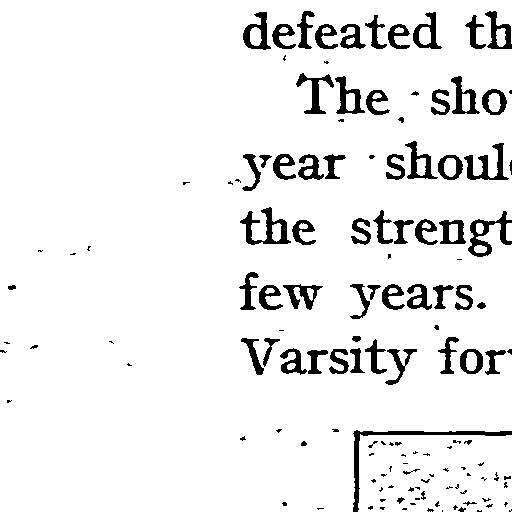 defeated th
The sho
year shoul
the strengt
few years.
Varsity for